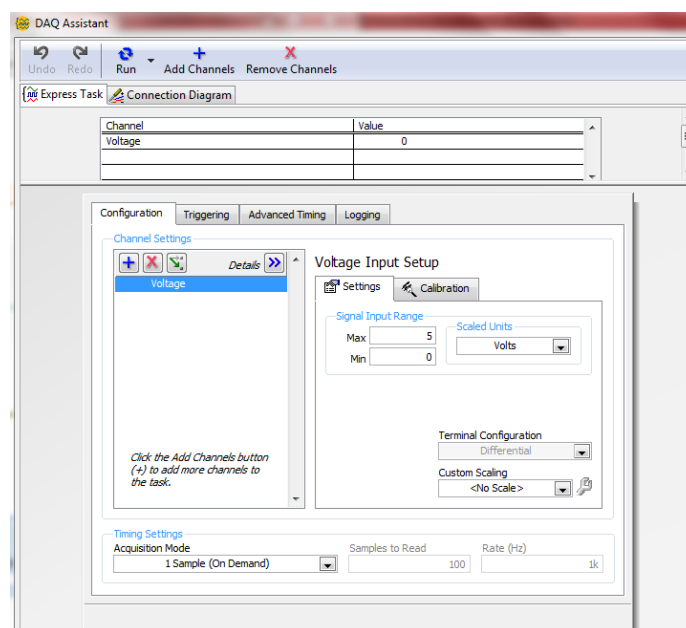 DAQ Assistant
Undo Redo Run Add Channels Remove Channels
Express Task Connection Diagram
Channel Value
Voltage 0
Configuration Triggering Advanced Timing Logging
Channel Settings
Details
Voltage
Click the Add Channels button
(+) to add more channels to
the task.
Voltage Input Setup
Settings Calibration
Signal Input Range
Max 5
Min 0
Scaled Units
Volts
Terminal Configuration
Differential
Custom Scaling
<No Scale>
Timing Settings
Acquisition Mode Samples to Read Rate (Hz)
1 Sample (On Demand) 100 1k